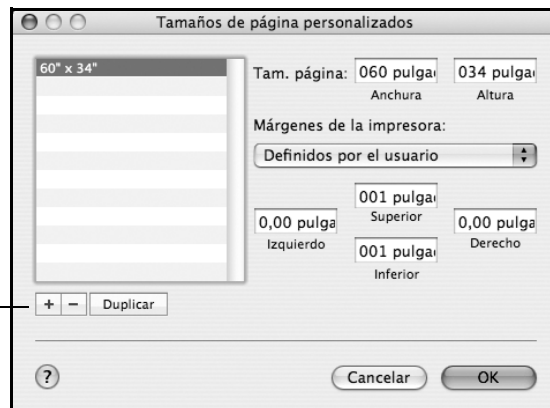 Tamaños de página personalizados
60" x 34"
Tam. página: 060 pulga 034 pulga
Anchura Altura
Márgenes de la impresora:
Definidos por el usuario
001 pulga
Superior
0,00 pulga 0,00 pulga
Izquierdo Derecho
001 pulga
Inferior
+ − Duplicar
? Cancelar OK